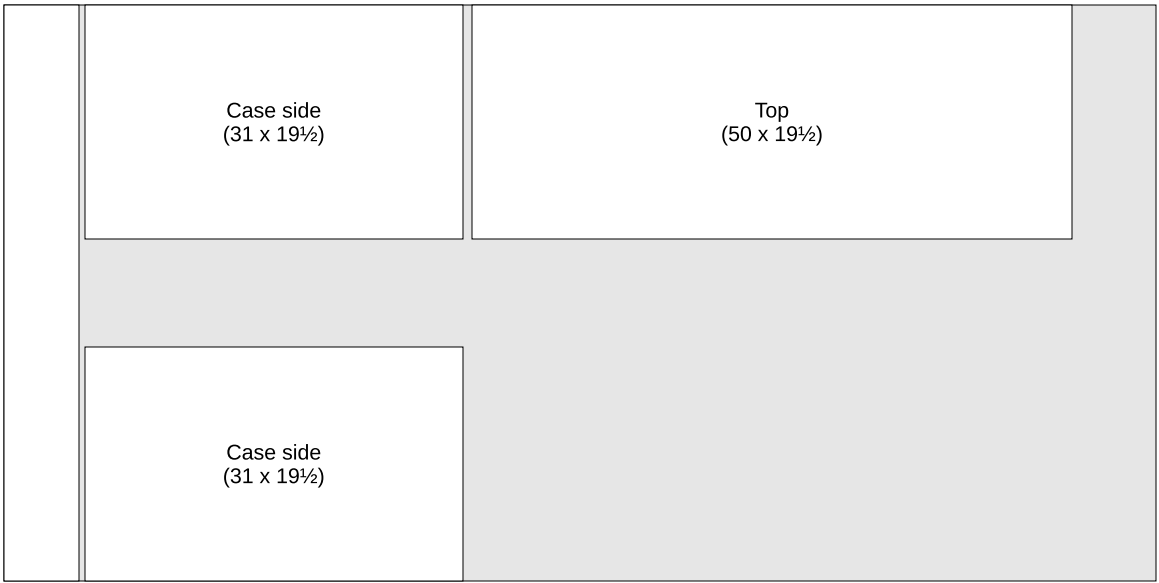 Case side
(31 x 19½)
Top
(50 x 19½)
Case side
(31 x 19½)